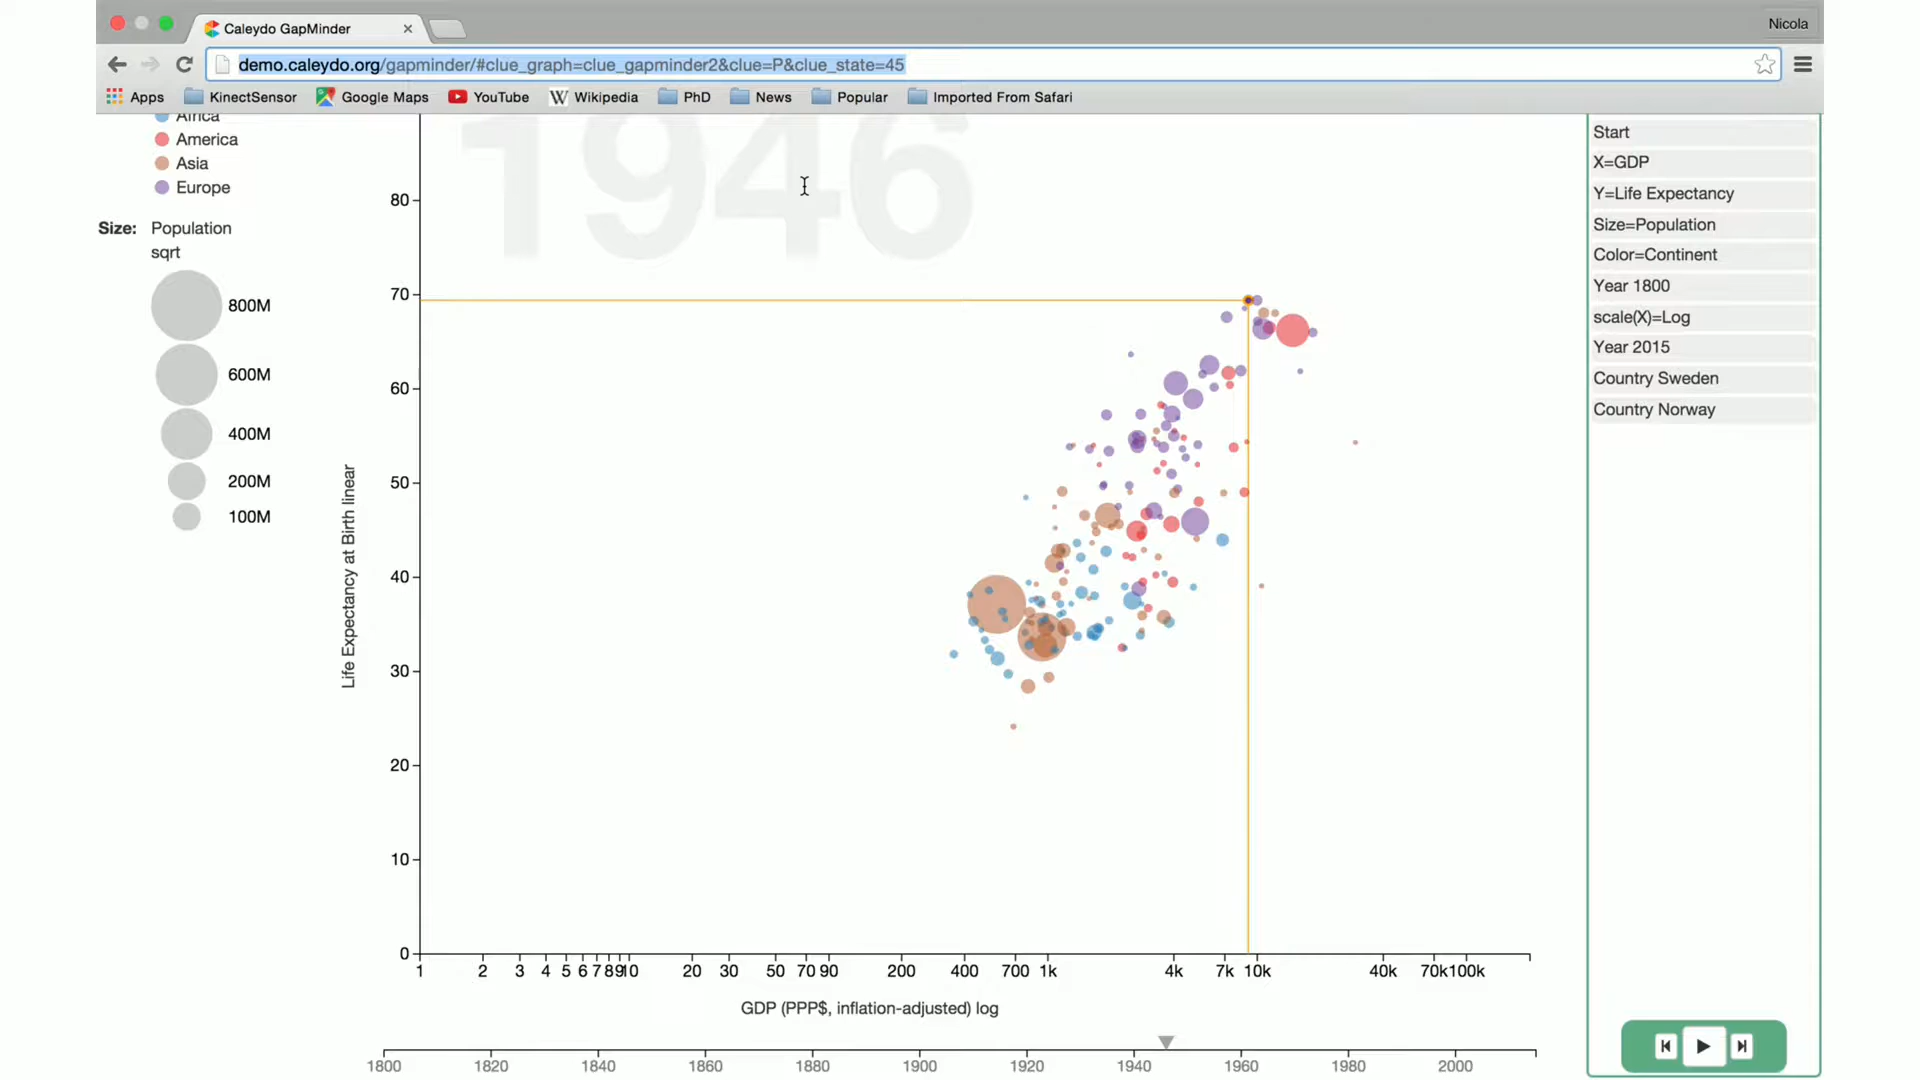 Caleydo GapMinder
Nicola
demo.caleydo.org/gapminder/#clue_graph=clue_gapminder2&clue=P&clue_state=45
Apps KinectSensor Google Maps YouTube Wikipedia PhD News Popular Imported From Safari
Africa
America
Asia
Europe
Size: Population
sqrt
800M
600M
400M
200M
100M
1946
80
70
60
50
40
30
20
10
0
Life Expectancy at Birth linear
1 2 3 4 5 6 7 8 9 10 20 30 50 70 90 200 400 700 1k 4k 7k 10k 40k 70k 100k
GDP (PPP$, inflation-adjusted) log
1800 1820 1840 1860 1880 1900 1920 1940 1960 1980 2000
Start
X=GDP
Y=Life Expectancy
Size=Population
Color=Continent
Year 1800
scale(X)=Log
Year 2015
Country Sweden
Country Norway